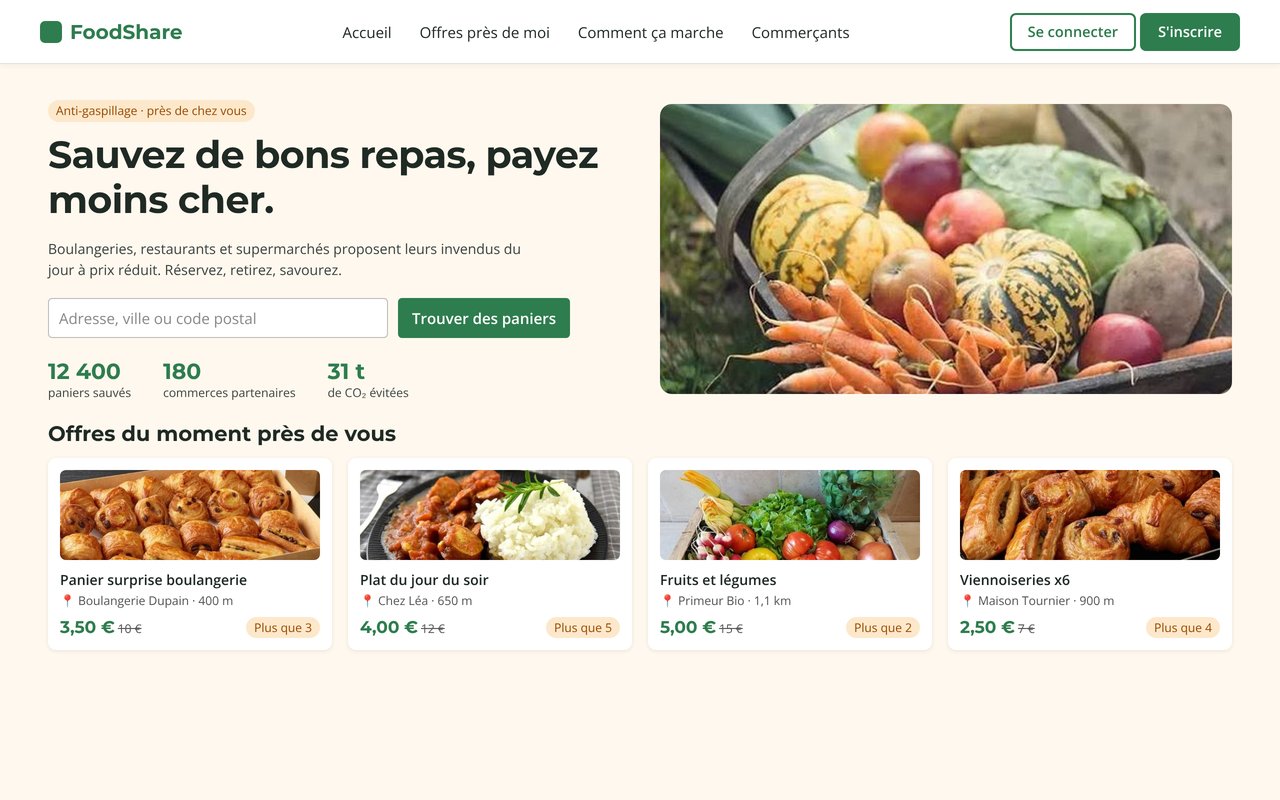 FoodShare
Accueil
Offres près de moi
Comment ça marche
Commerçants
Se connecter
S'inscrire
Anti-gaspillage · près de chez vous
Sauvez de bons repas, payez
moins cher.
Boulangeries, restaurants et supermarchés proposent leurs invendus du
jour à prix réduit. Réservez, retirez, savourez.
Adresse, ville ou code postal
Trouver des paniers
12 400
paniers sauvés
180
commerces partenaires
31 t
de CO₂ évitées
Offres du moment près de vous
Panier surprise boulangerie
📍 Boulangerie Dupain · 400 m
3,50 € 10 €
Plus que 3
Plat du jour du soir
📍 Chez Léa · 650 m
4,00 € 12 €
Plus que 5
Fruits et légumes
📍 Primeur Bio · 1,1 km
5,00 € 15 €
Plus que 2
Viennoiseries x6
📍 Maison Tournier · 900 m
2,50 € 7 €
Plus que 4